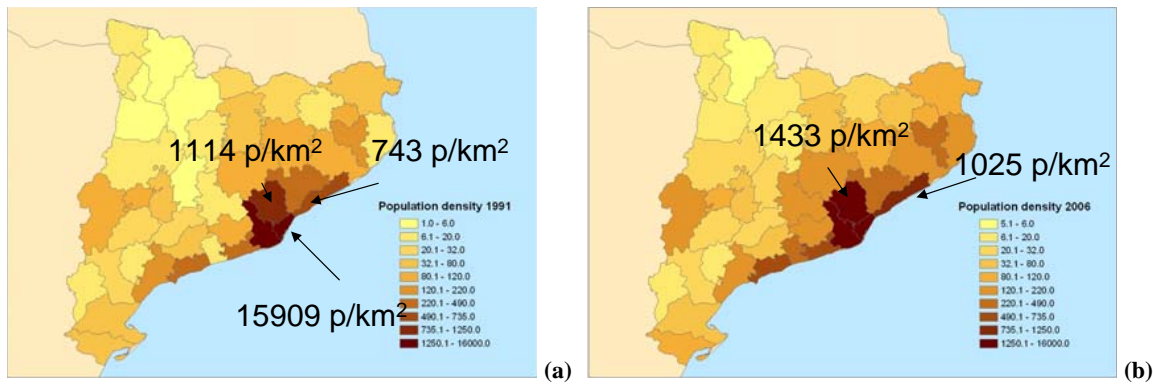 1114 p/km²
743 p/km²
Population density 1991
1.0 - 6.0
6.1 - 20.0
20.1 - 32.0
32.1 - 80.0
80.1 - 120.0
120.1 - 220.0
220.1 - 490.0
490.1 - 735.0
735.1 - 1250.0
1250.1 - 16000.0
15909 p/km²
(a)
1433 p/km²
1025 p/km²
Population density 2006
5.1 - 6.0
6.1 - 20.0
20.1 - 32.0
32.1 - 80.0
80.1 - 120.0
120.1 - 220.0
220.1 - 490.0
490.1 - 735.0
735.1 - 1250.0
1250.1 - 16000.0
(b)